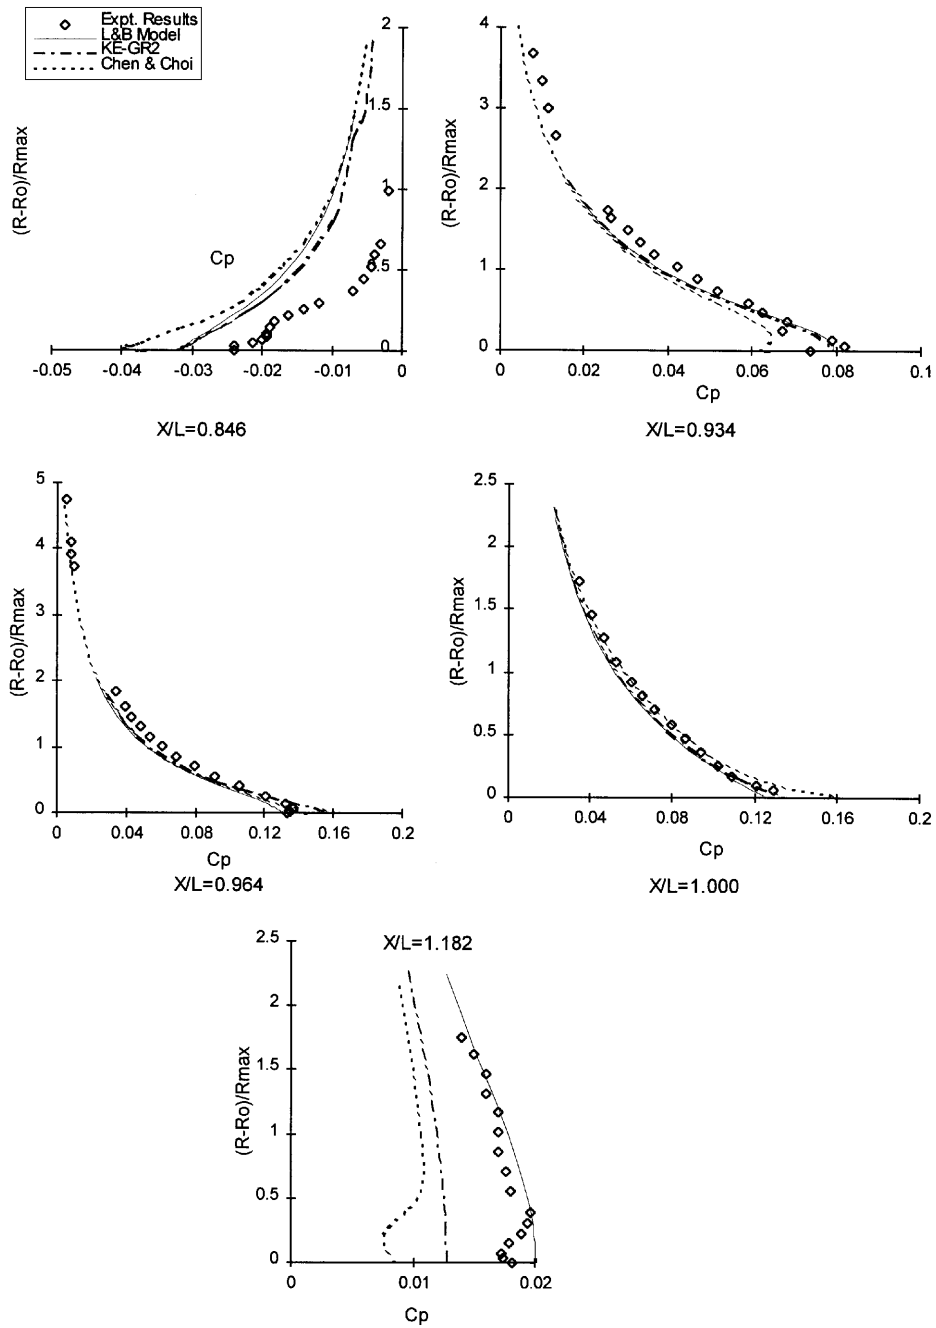 Expt. Results
L&B Model
KE-GR2
Chen & Choi
2
1.5
1
.5
0
(R-Ro)/Rmax
Cp
-0.05 -0.04 -0.03 -0.02 -0.01 0
X/L=0.846
4
3
2
1
0
(R-Ro)/Rmax
0 0.02 0.04 0.06 0.08 0.1
Cp
X/L=0.934
5
4
3
2
1
0
(R-Ro)/Rmax
0 0.04 0.08 0.12 0.16 0.2
Cp
X/L=0.964
2.5
2
1.5
1
0.5
0
(R-Ro)/Rmax
0 0.04 0.08 0.12 0.16 0.2
Cp
X/L=1.000
X/L=1.182
2.5
2
1.5
1
0.5
0
(R-Ro)/Rmax
0 0.01 0.02
Cp